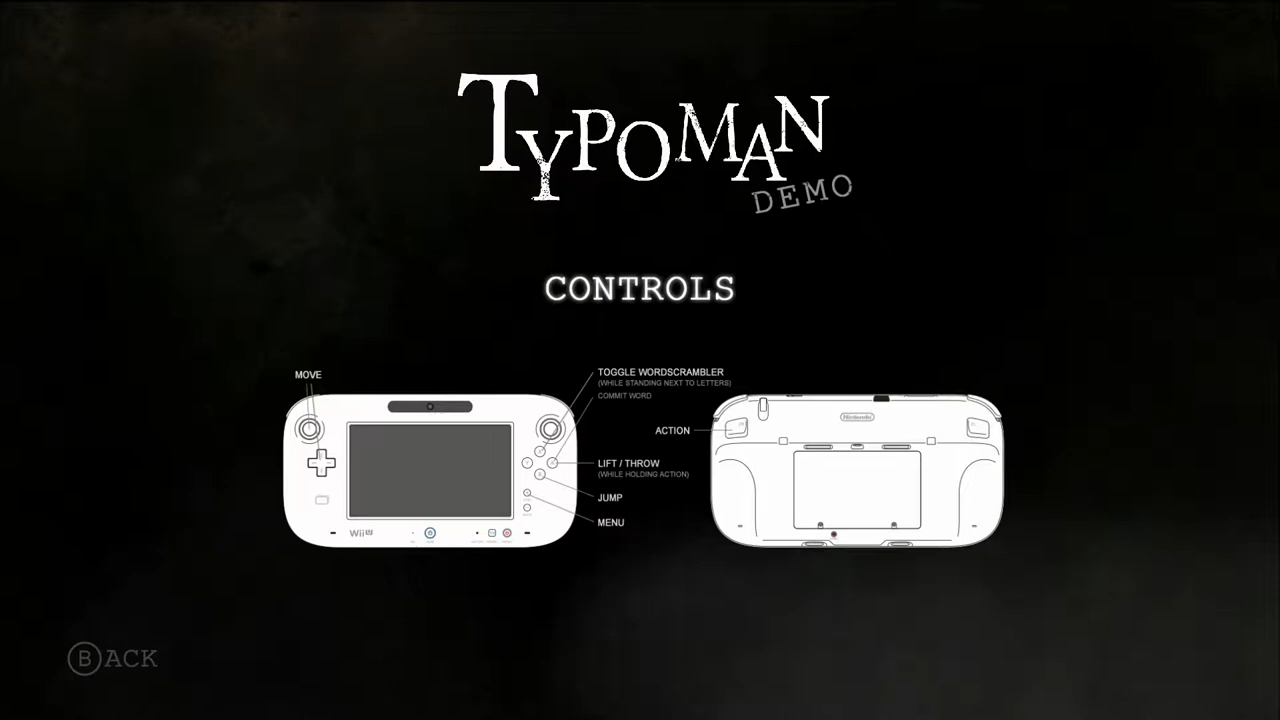 TYPOMAN
DEMO
CONTROLS
MOVE
TOGGLE WORDSCRAMBLER
(WHILE STANDING NEXT TO LETTERS)
COMMIT WORD
ACTION
LIFT / THROW
(WHILE HOLDING ACTION)
JUMP
MENU
Nintendo
Wii U
BACK